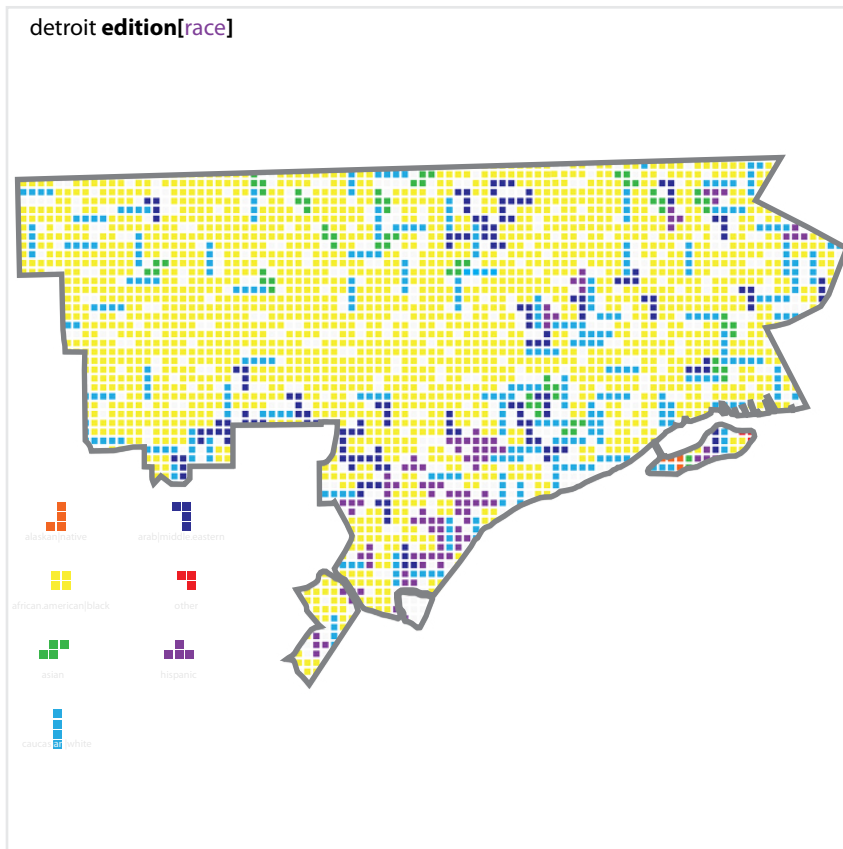 detroit edition[race]
alaskan|native
arab|middle.eastern
african.american|black
other
asian
hispanic
caucasian|white